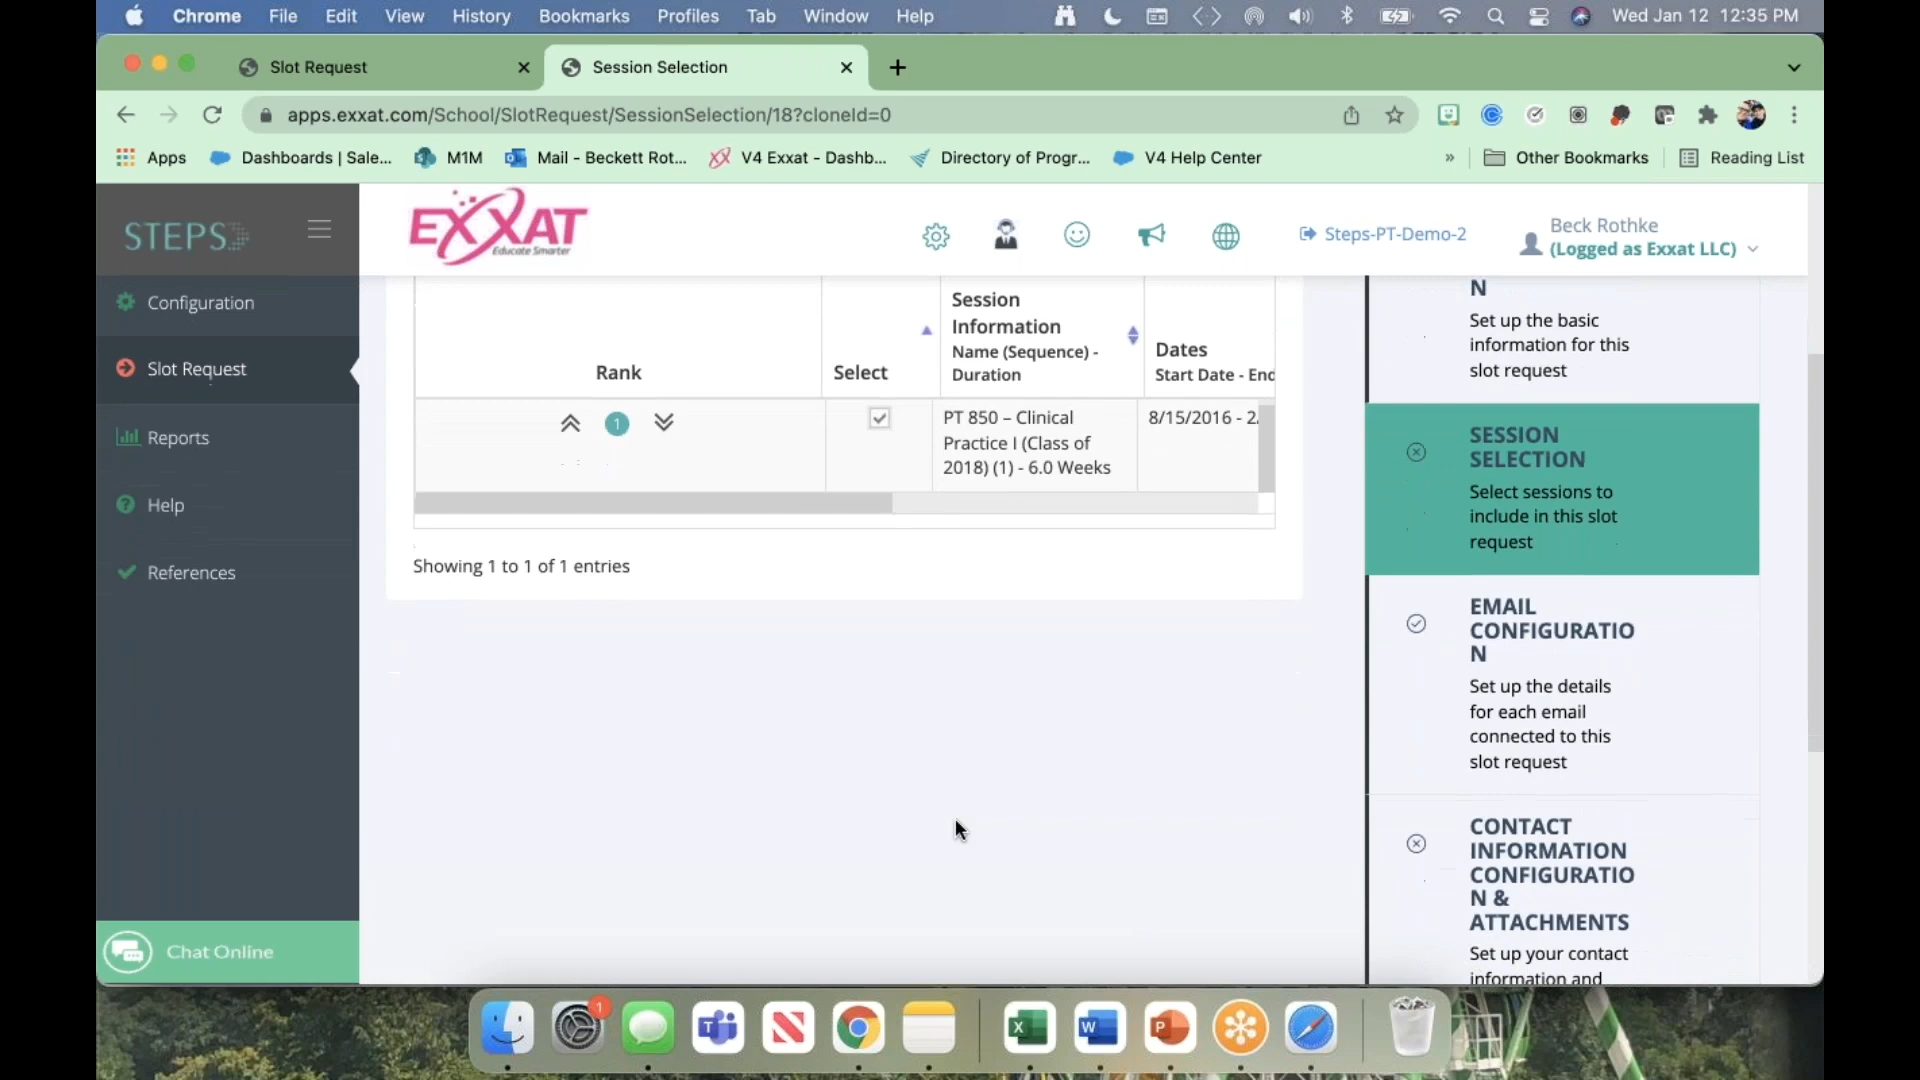 Chrome File Edit View History Bookmarks Profiles Tab Window Help Wed Jan 12 12:35 PM
Slot Request
Session Selection
apps.exxat.com/School/SlotRequest/SessionSelection/18?cloneId=0
Apps
Dashboards | Sale...
M1M
Mail - Beckett Rot...
V4 Exxat - Dashb...
Directory of Progr...
V4 Help Center
»
Other Bookmarks
Reading List
STEPS
EXXAT
Educate Smarter
Steps-PT-Demo-2
Beck Rothke
(Logged as Exxat LLC)
Configuration
Slot Request
Reports
Help
References
Chat Online
Rank
Select
Session
Information
Name (Sequence) -
Duration
Dates
Start Date - End
1
PT 850 – Clinical
Practice I (Class of
2018) (1) - 6.0 Weeks
8/15/2016 - 2
Showing 1 to 1 of 1 entries
N
Set up the basic
information for this
slot request
SESSION
SELECTION
Select sessions to
include in this slot
request
EMAIL
CONFIGURATIO
N
Set up the details
for each email
connected to this
slot request
CONTACT
INFORMATION
CONFIGURATIO
N &
ATTACHMENTS
Set up your contact
information and
1